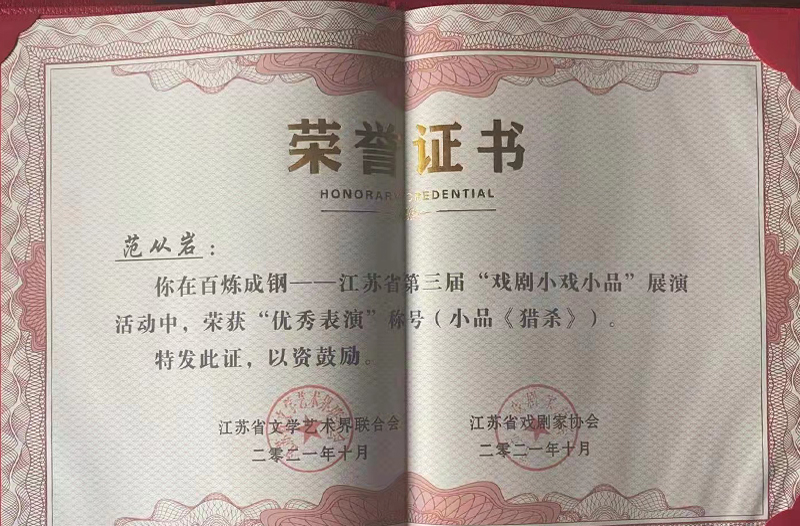 荣誉证书
HONORARY CREDENTIAL
范从岩：
你在百炼成钢——江苏省第三届“戏剧小戏小品”展演
活动中，荣获“优秀表演”称号（小品《猎杀》）。
特发此证，以资鼓励。
江苏省文学艺术界联合会
二零二一年十月
江苏省戏剧家协会
二零二一年十月